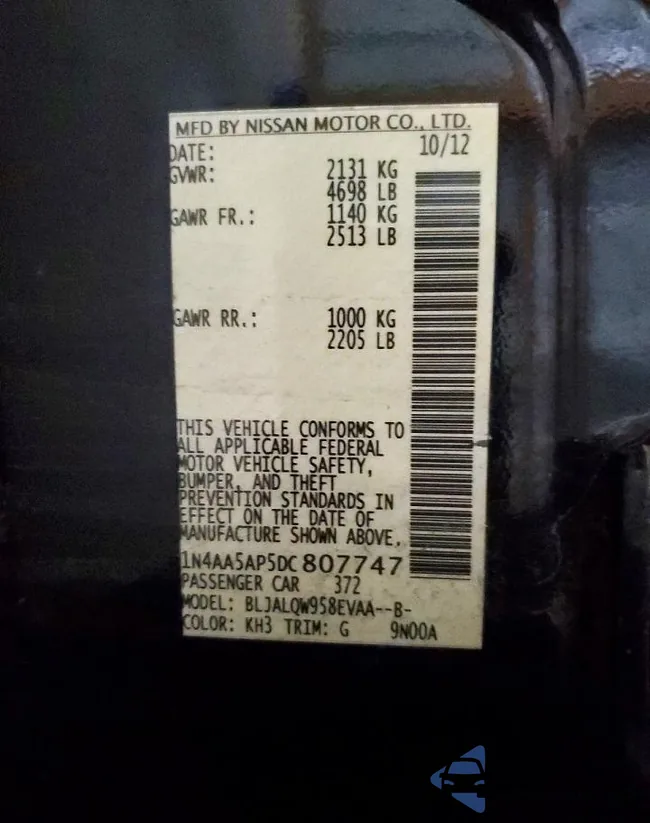 MFD BY NISSAN MOTOR CO., LTD.
DATE: 10/12
GVWR: 2131 KG
4698 LB
GAWR FR.: 1140 KG
2513 LB
GAWR RR.: 1000 KG
2205 LB
THIS VEHICLE CONFORMS TO
ALL APPLICABLE FEDERAL
MOTOR VEHICLE SAFETY,
BUMPER, AND THEFT
PREVENTION STANDARDS IN
EFFECT ON THE DATE OF
MANUFACTURE SHOWN ABOVE.
1N4AA5AP5DC807747
PASSENGER CAR 372
MODEL: BLJALQW958EVAA--B-
COLOR: KH3 TRIM: G 9N00A